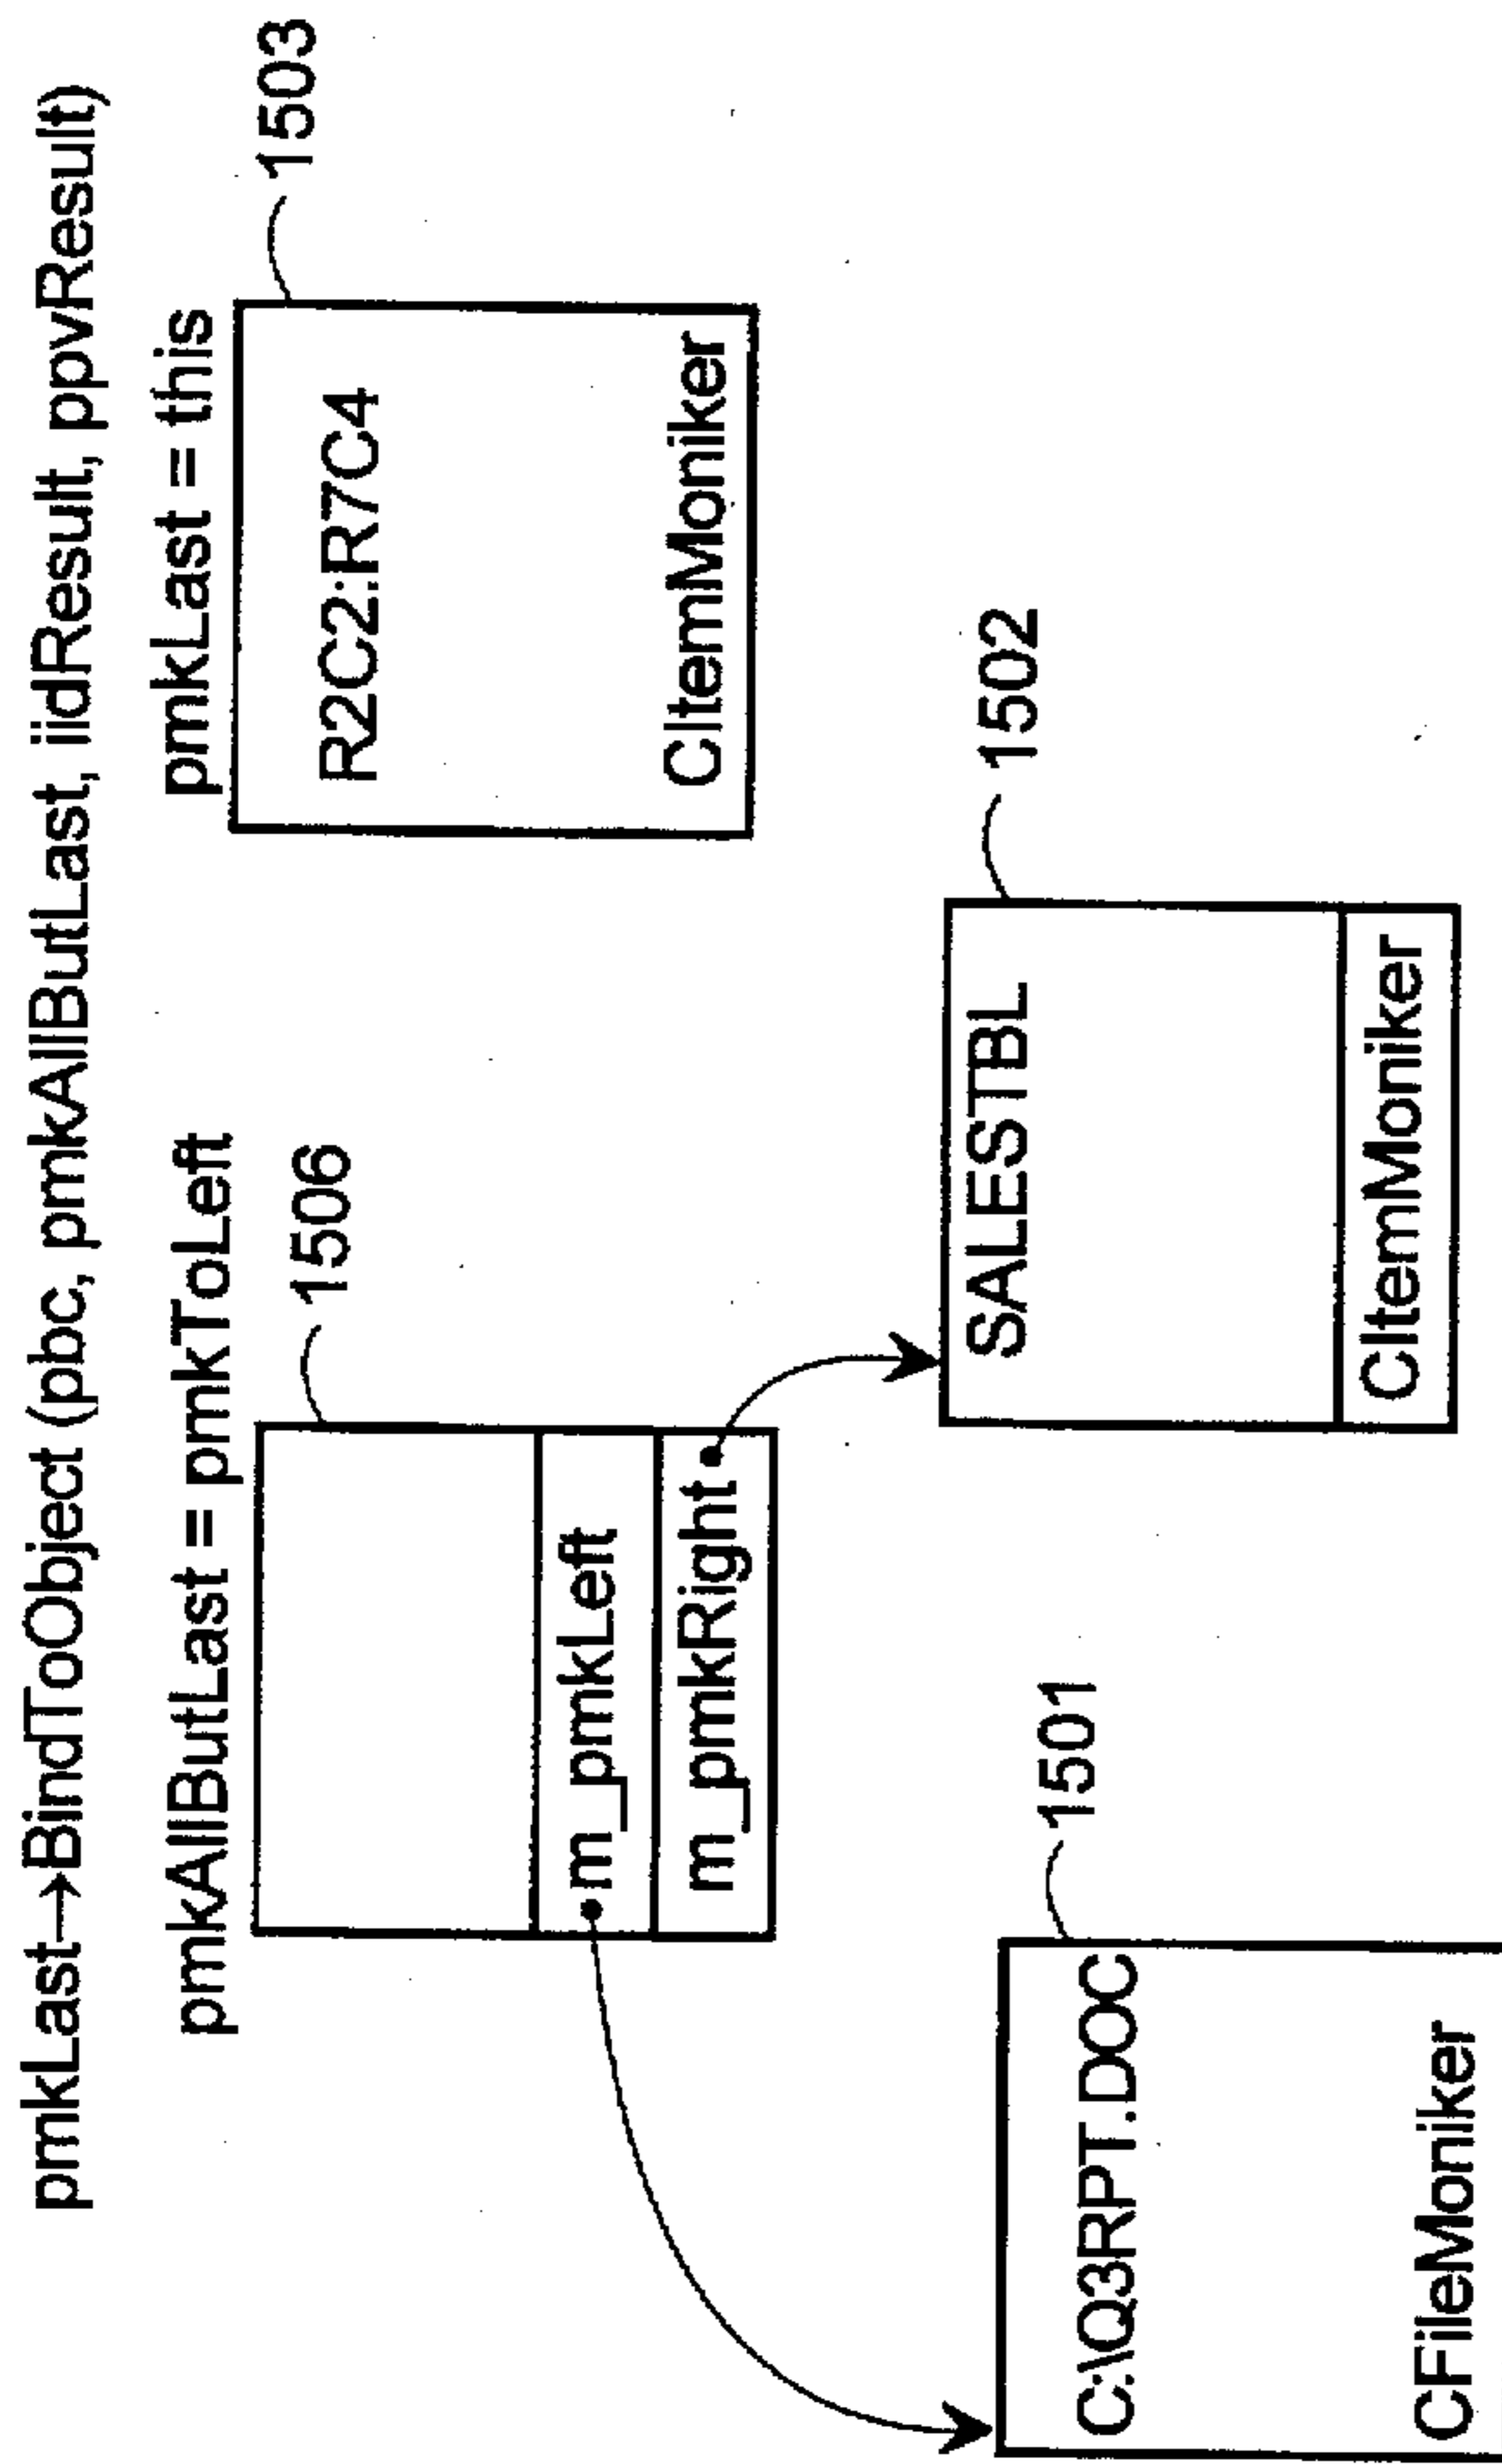 pmkLast→BindToObject (pbc, pmkAllButLast, iidResult, ppvResult)
pmkAllButLast = pmkToLeft
pmkLast = this
1506
1503
m_pmkLeft
m_pmkRight
R2C2:R7C4
CItemMoniker
1501
1502
C:\Q3RPT.DOC
CFileMoniker
SALESTBL
CItemMoniker